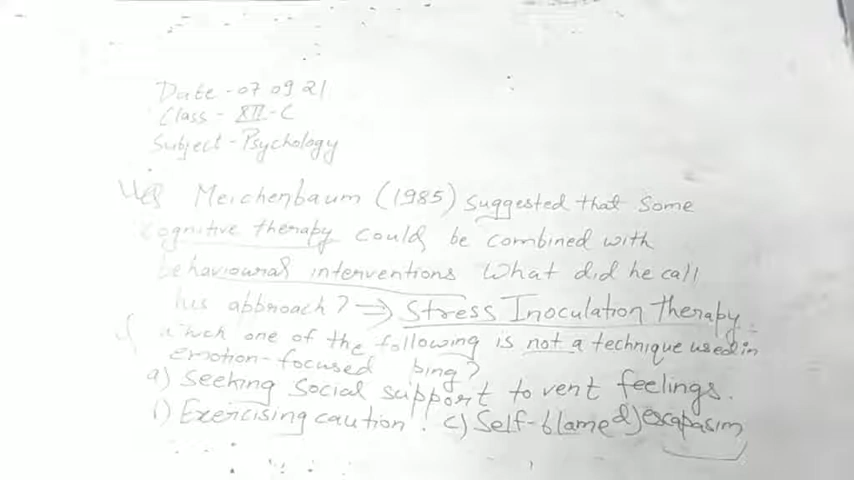 Date - 07 09 21
Class - XII - C
Subject - Psychology
Meichenbaum (1985) suggested that some
cognitive therapy could be combined with
behavioural interventions What did he call
his approach? → Stress Inoculation Therapy
which one of the following is not a technique used in
emotion-focused ping?
a) Seeking Social support to vent feelings.
Exercising caution. c) Self-blame d) escapasim